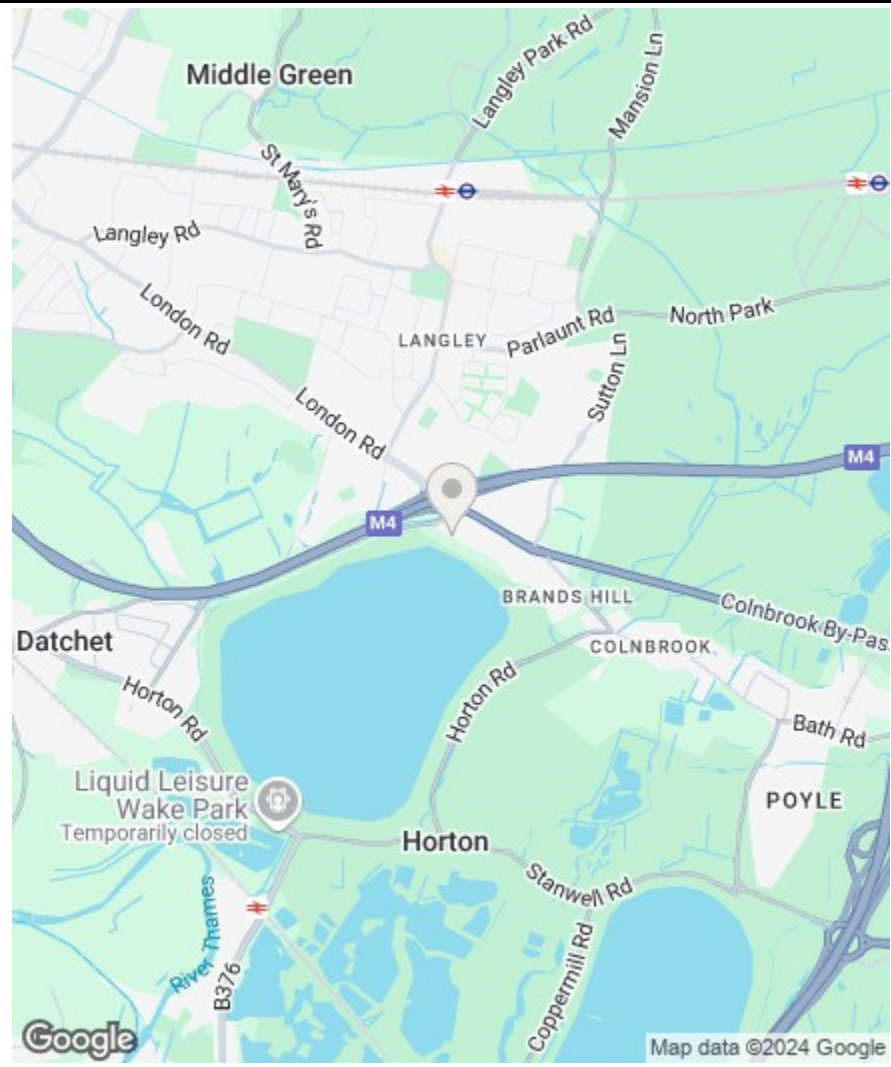 Middle Green
Langley Park Rd
Mansion Ln
St Mary's Rd
Langley Rd
London Rd
LANGLEY
Parlaunt Rd
North Park
Sutton Ln
London Rd
M4
M4
BRANDS HILL
Colnbrook By-Pas
Datchet
COLNBROOK
Horton Rd
Horton Rd
Bath Rd
Liquid Leisure
Wake Park
Temporarily closed
POYLE
Horton
Stanwell Rd
River Thames
B376
Coppermill Rd
Google
Map data ©2024 Google